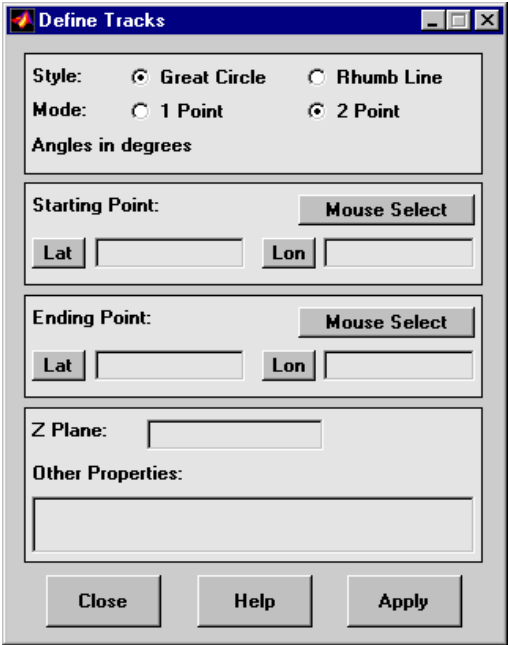 Define Tracks
Style: Great Circle Rhumb Line
Mode: 1 Point 2 Point
Angles in degrees
Starting Point: Mouse Select
Lat Lon
Ending Point: Mouse Select
Lat Lon
Z Plane:
Other Properties:
Close Help Apply